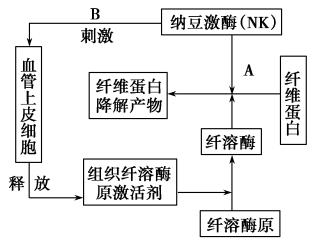 B
纳豆激酶(NK)
刺激
A
血管上皮细胞
纤维蛋白
降解产物
纤维蛋白
纤溶酶
组织纤溶酶
原激活剂
释放
纤溶酶原